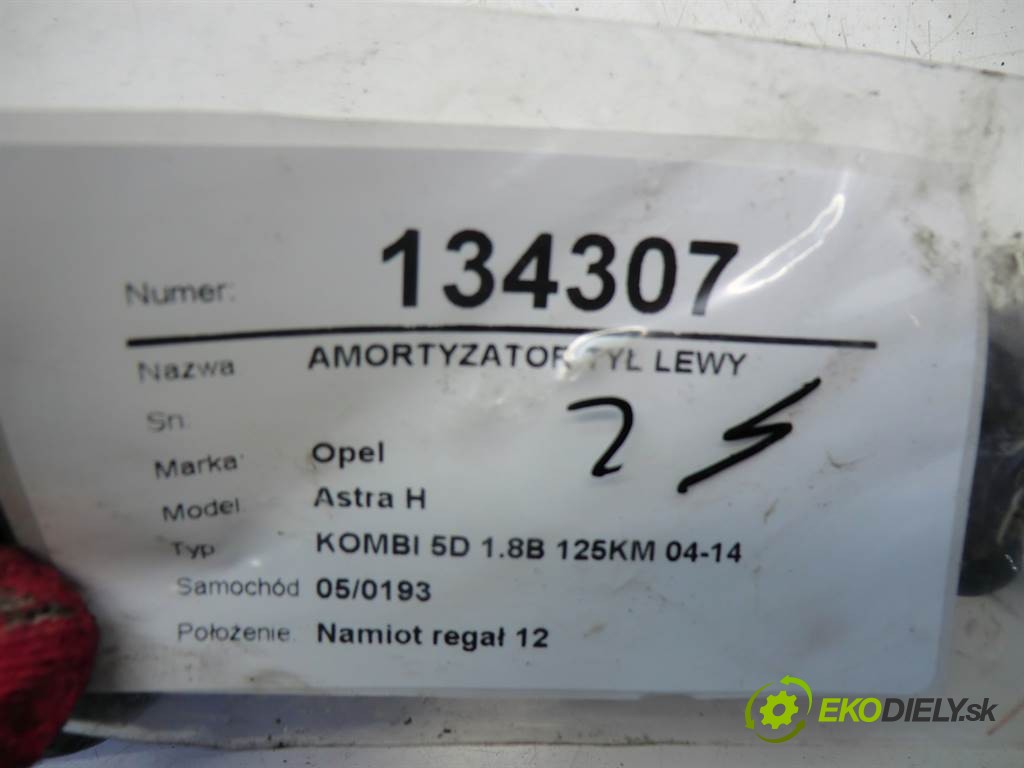 Numer: 134307
Nazwa AMORTYZATOR TYŁ LEWY
Sn.
2
Marka: Opel
Model Astra H
Typ KOMBI 5D 1.8B 125KM 04-14
Samochód 05/0193
Położenie. Namiot regał 12
EKODIELY.sk